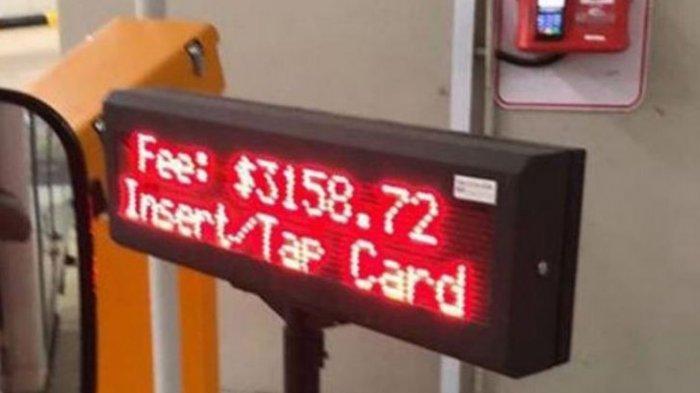 Fee: $3158.72
Insert/Tap Card